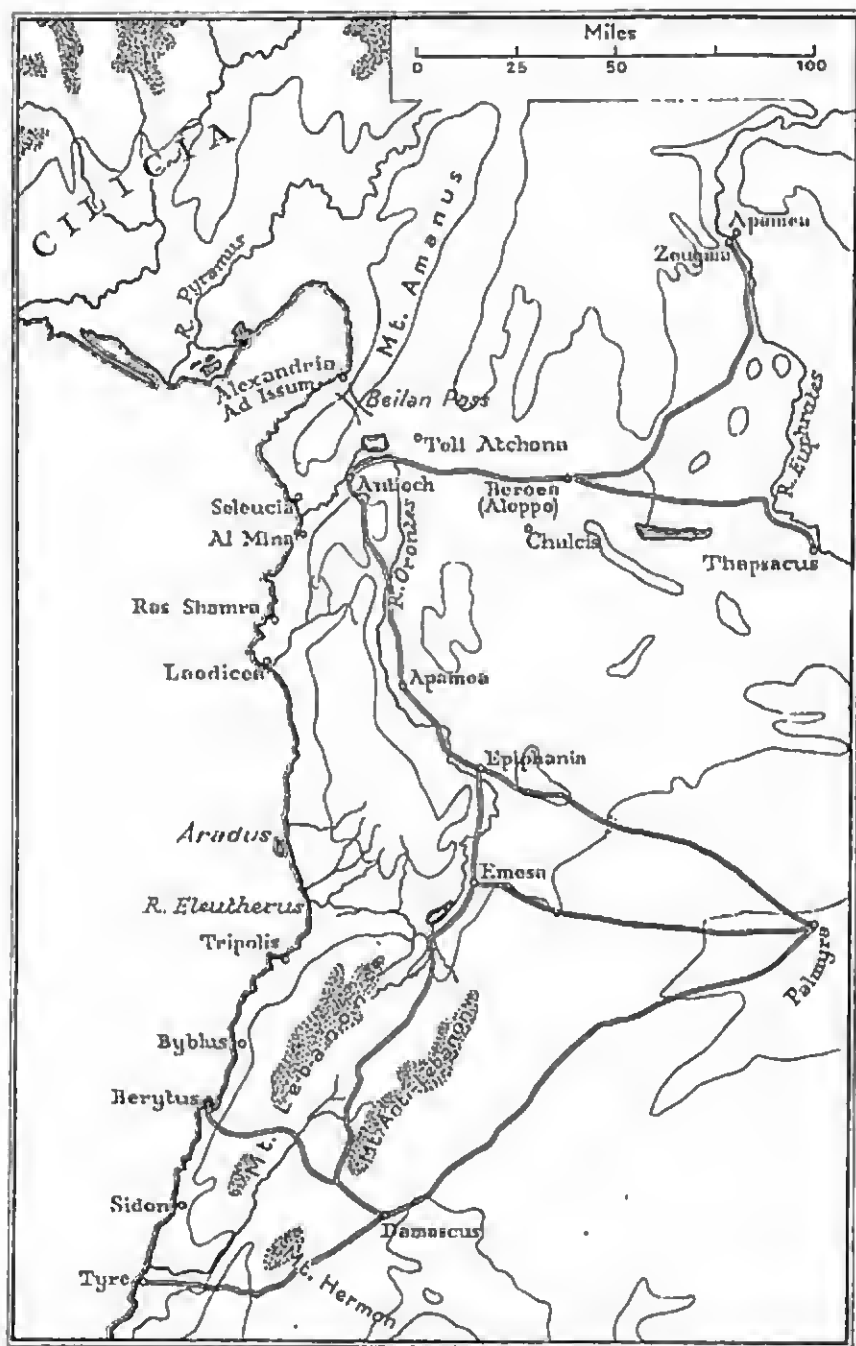 Miles
0 25 50 100
CILICIA
R. Pyramus
Mt. Amanus
Apamea
Zeugma
Alexandria
Ad Issum
Beilan Pass
Tell Atchana
R. Euphrates
Antioch
Beroea
(Aleppo)
Seleucia
Al Mina
Chalcis
R. Orontes
Thapsacus
Ras Shamra
Laodicea
Apamea
Epiphania
Aradus
Emesa
R. Eleutherus
Tripolis
Palmyra
Byblus
Mt. Lebanon
Mt. Anti-Lebanon
Berytus
Sidon
Damascus
Tyre
Mt. Hermon